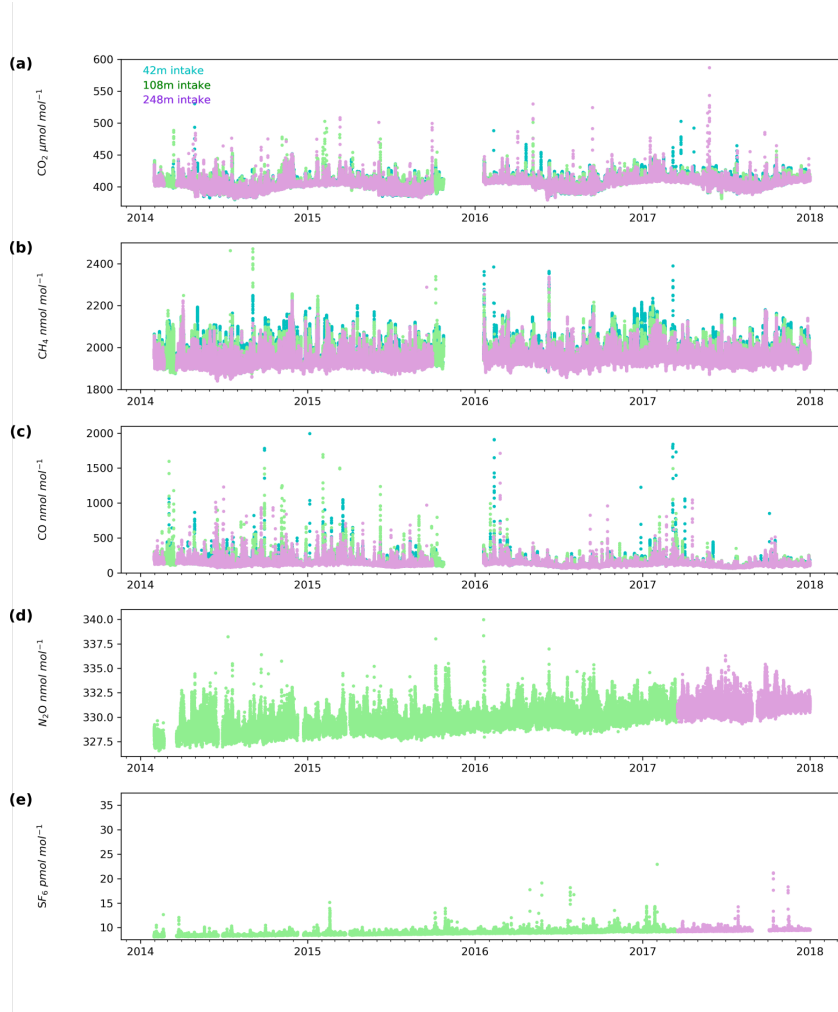 (a)
42m intake
108m intake
248m intake
CO₂ μmol mol⁻¹
600
550
500
450
400
2014 2015 2016 2017 2018
(b)
CH₄ nmol mol⁻¹
2400
2200
2000
1800
2014 2015 2016 2017 2018
(c)
CO nmol mol⁻¹
2000
1500
1000
500
0
2014 2015 2016 2017 2018
(d)
N₂O nmol mol⁻¹
340.0
337.5
335.0
332.5
330.0
327.5
2014 2015 2016 2017 2018
(e)
SF₆ pmol mol⁻¹
35
30
25
20
15
10
2014 2015 2016 2017 2018